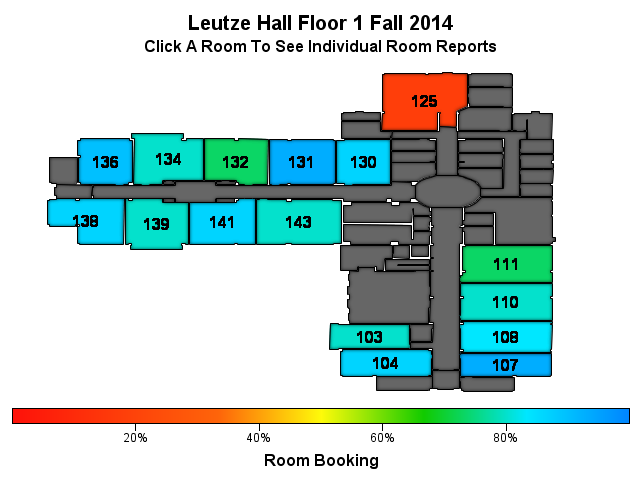 Leutze Hall Floor 1 Fall 2014
Click A Room To See Individual Room Reports
125
136 134 132 131 130
138 139 141 143
111
110
103 108
104 107
20% 40% 60% 80%
Room Booking